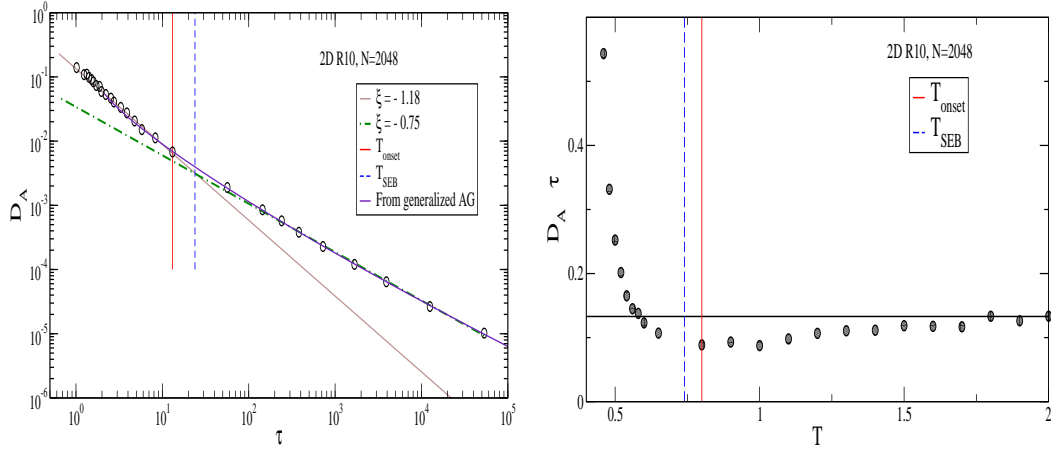 2D R10, N=2048
ξ = - 1.18
ξ = - 0.75
T_onset
T_SEB
From generalized AG
D_A
10^0
10^-1
10^-2
10^-3
10^-4
10^-5
10^-6
10^0
10^1
10^2
10^3
10^4
10^5
τ
2D R10, N=2048
T_onset
T_SEB
D_A τ
0.4
0.2
0
0.5
1
1.5
2
T